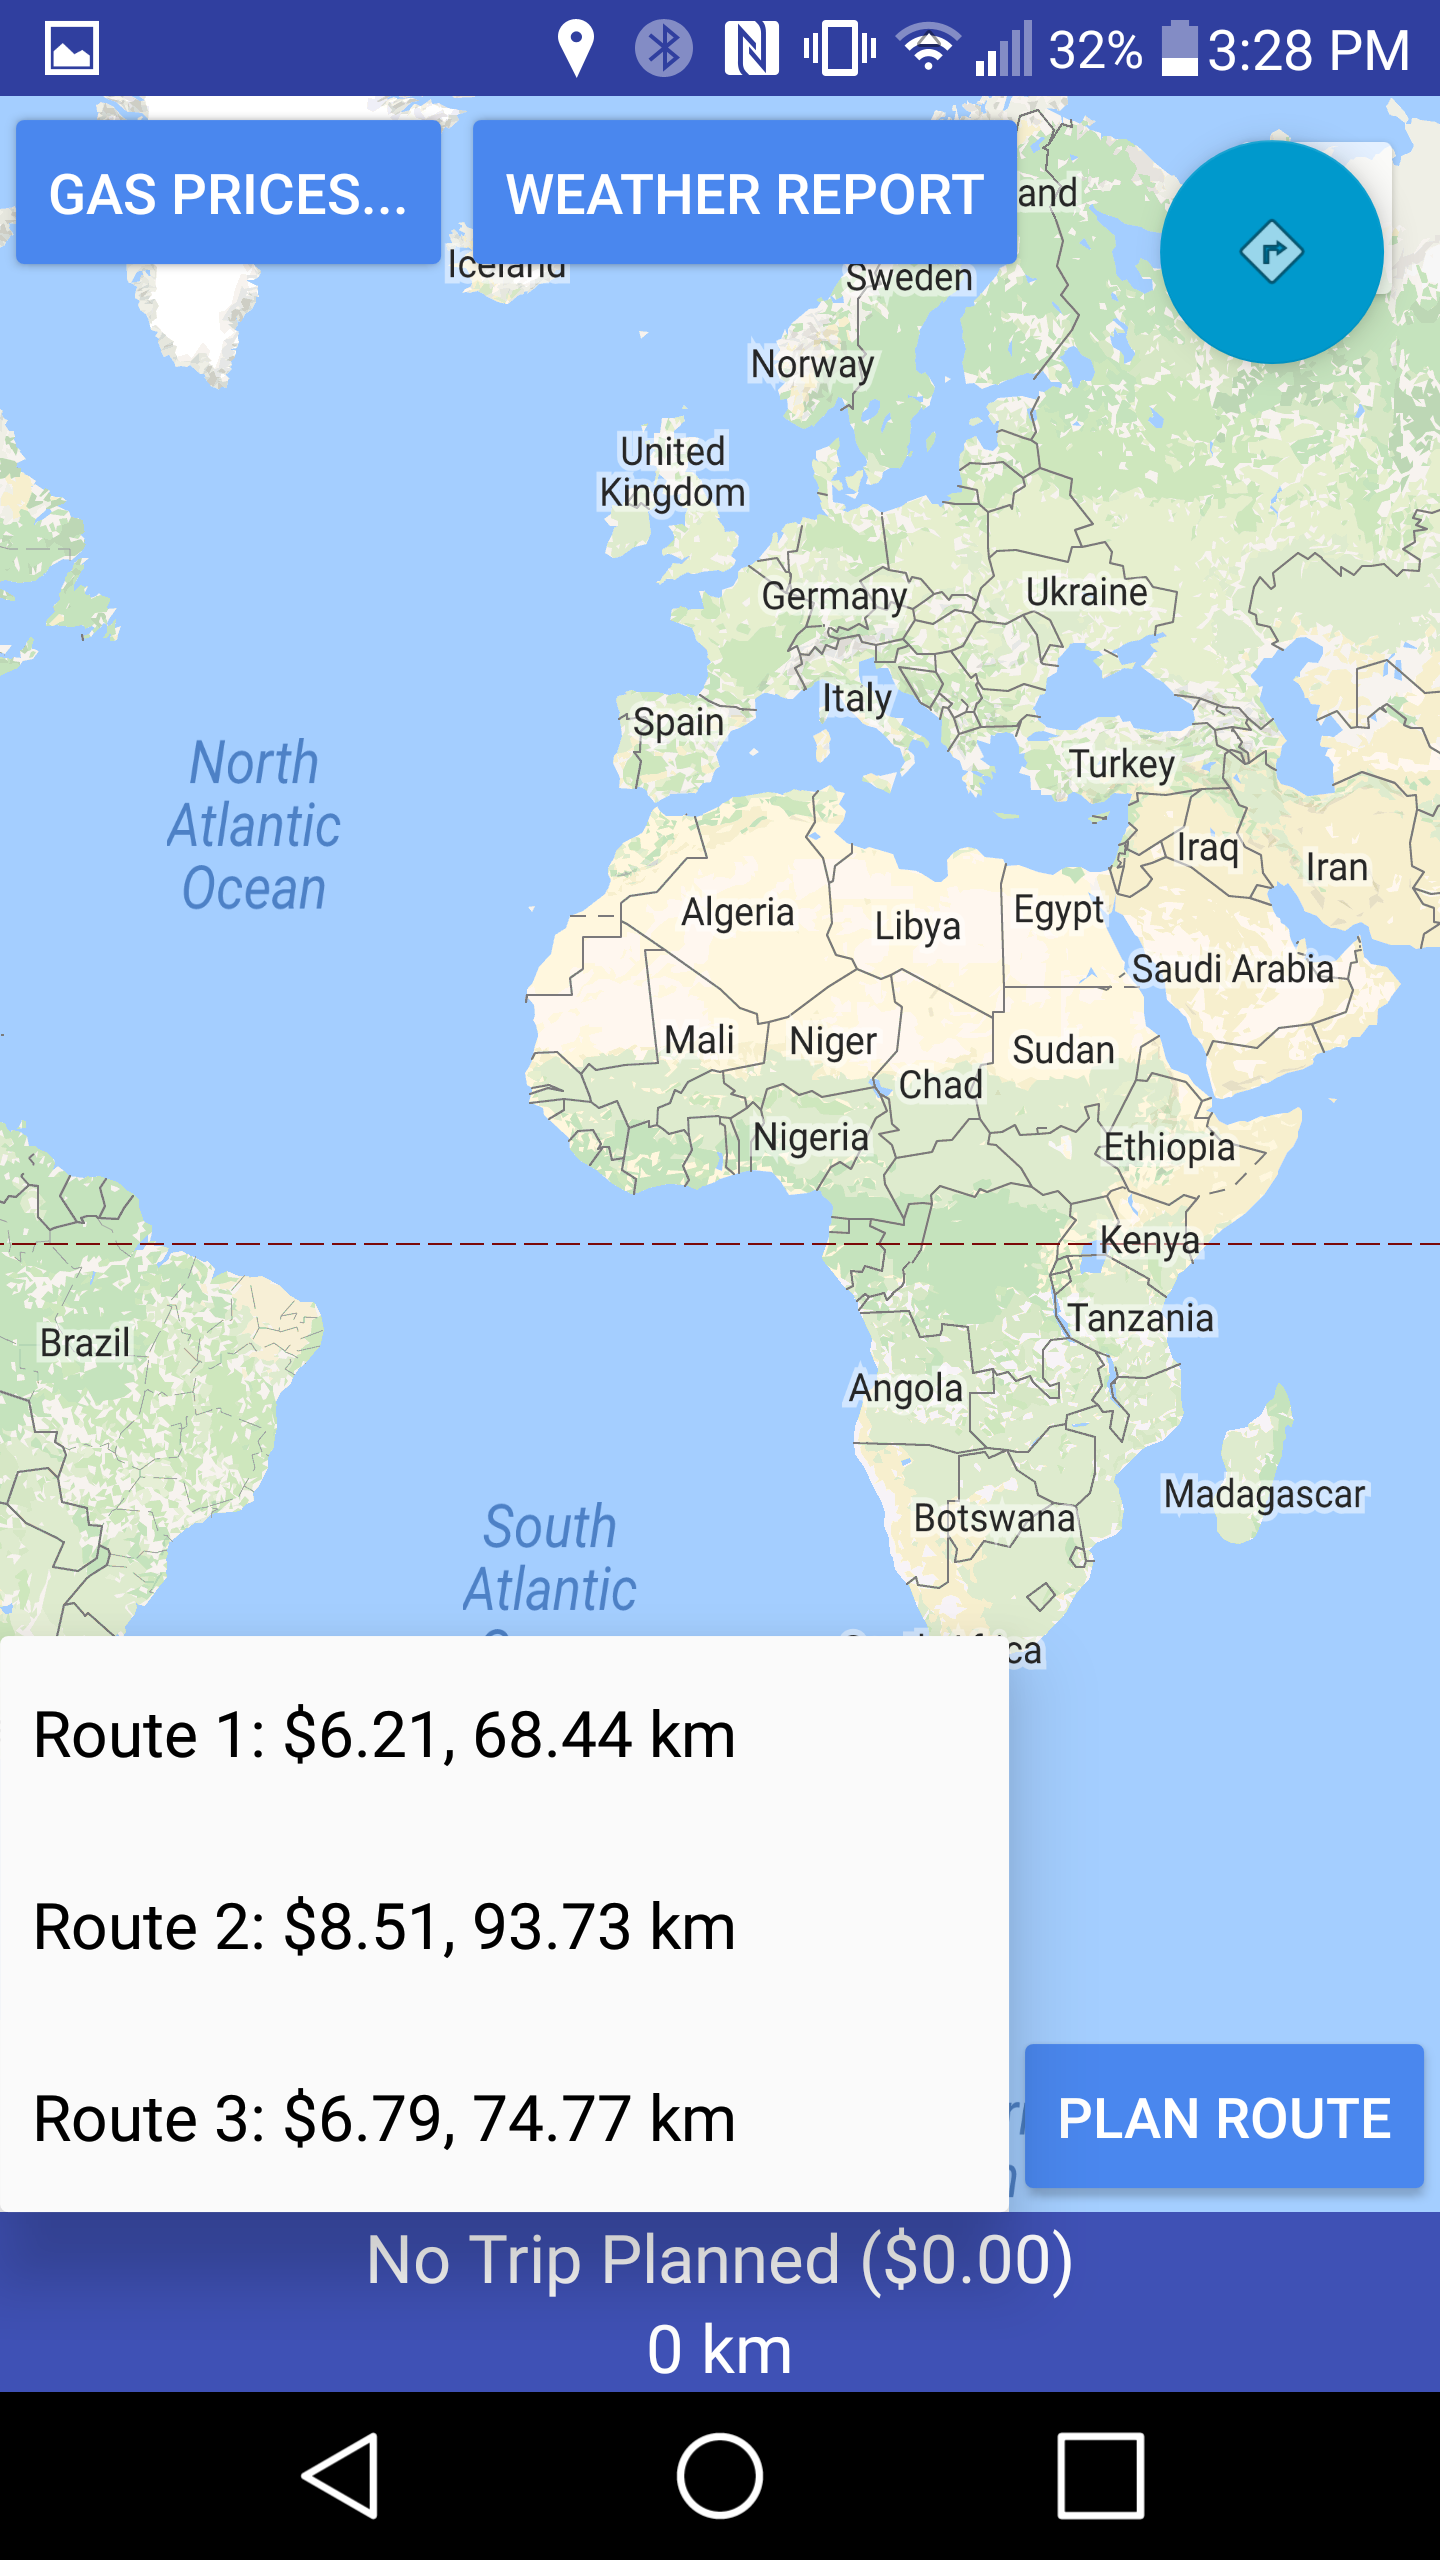 32% 3:28 PM
GAS PRICES...
WEATHER REPORT
and
Iceland
Sweden
Norway
United
Kingdom
Germany
Ukraine
Italy
Spain
Turkey
North
Atlantic
Ocean
Iraq
Iran
Algeria
Libya
Egypt
Saudi Arabia
Mali
Niger
Sudan
Chad
Nigeria
Ethiopia
Kenya
Tanzania
Brazil
Angola
Madagascar
Botswana
South
Atlantic
ca
Route 1: $6.21, 68.44 km
Route 2: $8.51, 93.73 km
Route 3: $6.79, 74.77 km
PLAN ROUTE
No Trip Planned ($0.00)
0 km